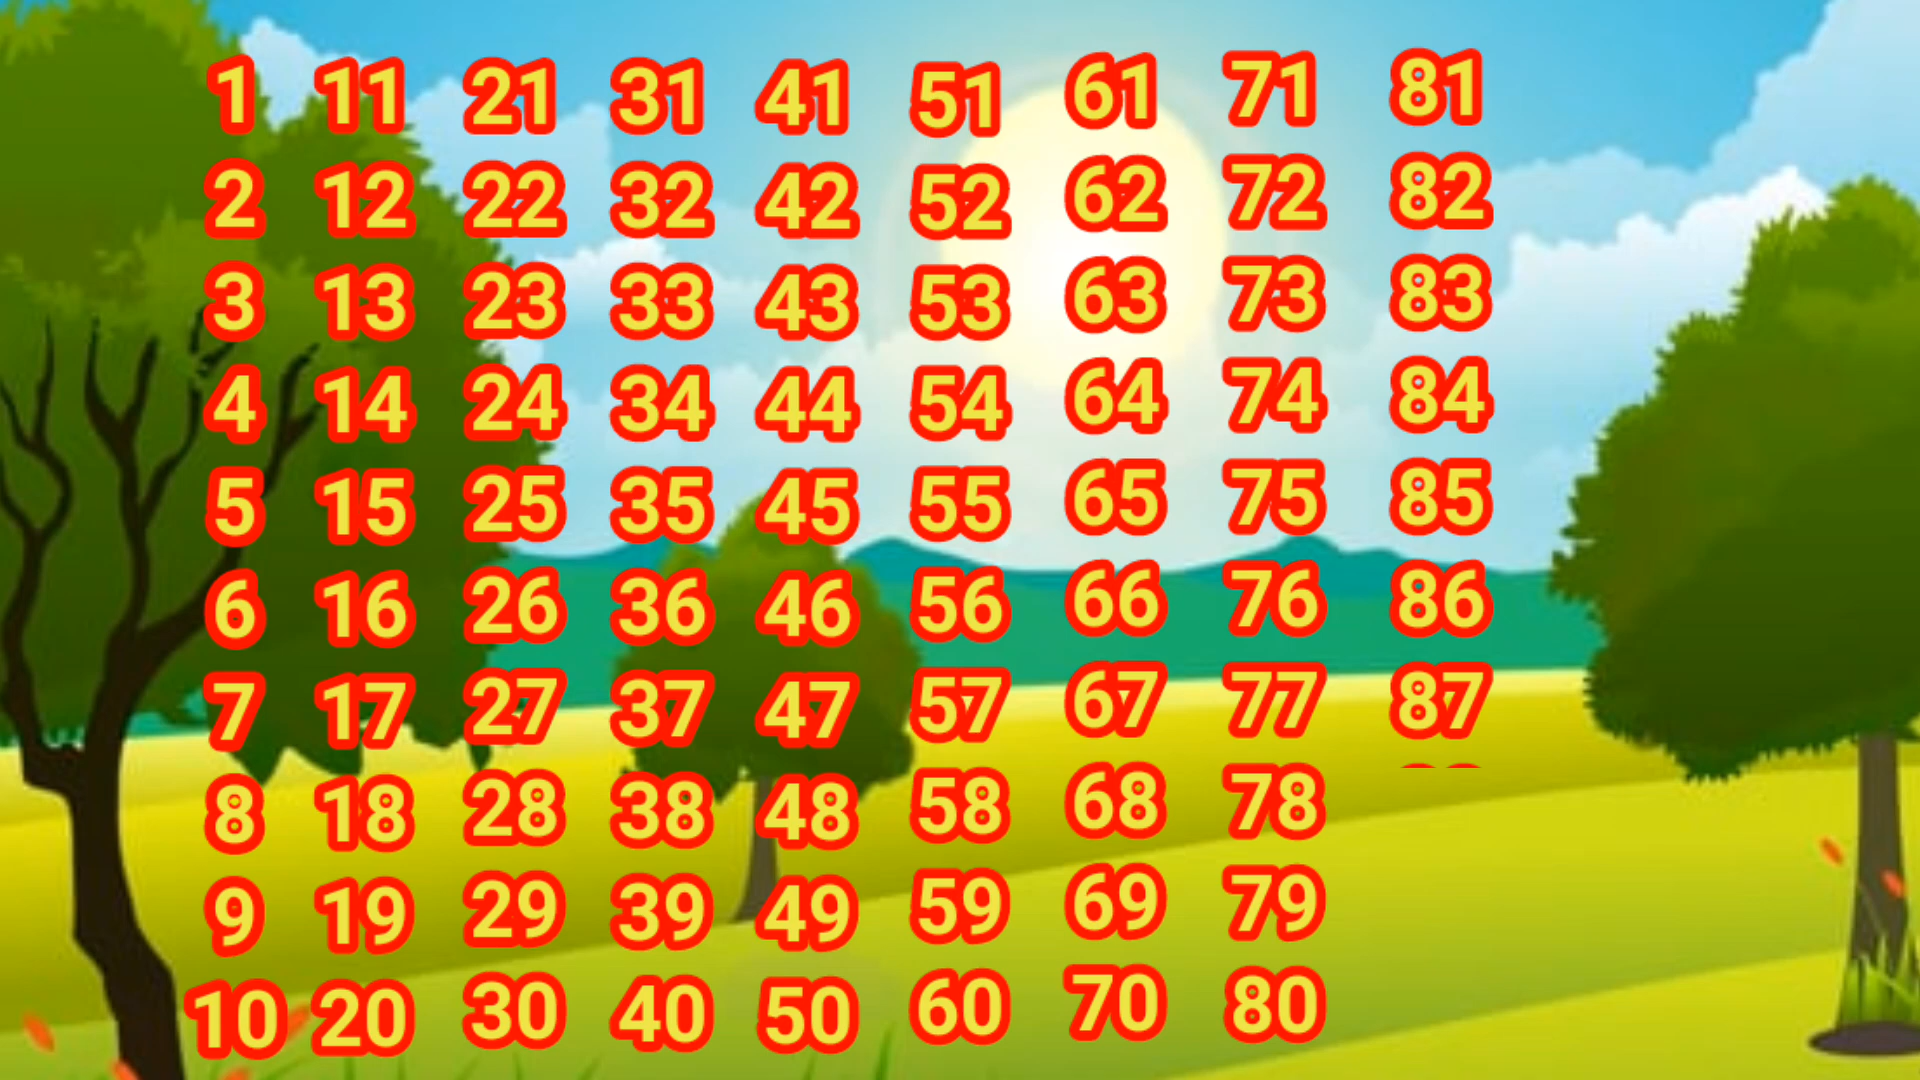 1 11 21 31 41 51 61 71 81
2 12 22 32 42 52 62 72 82
3 13 23 33 43 53 63 73 83
4 14 24 34 44 54 64 74 84
5 15 25 35 45 55 65 75 85
6 16 26 36 46 56 66 76 86
7 17 27 37 47 57 67 77 87
8 18 28 38 48 58 68 78
9 19 29 39 49 59 69 79
10 20 30 40 50 60 70 80